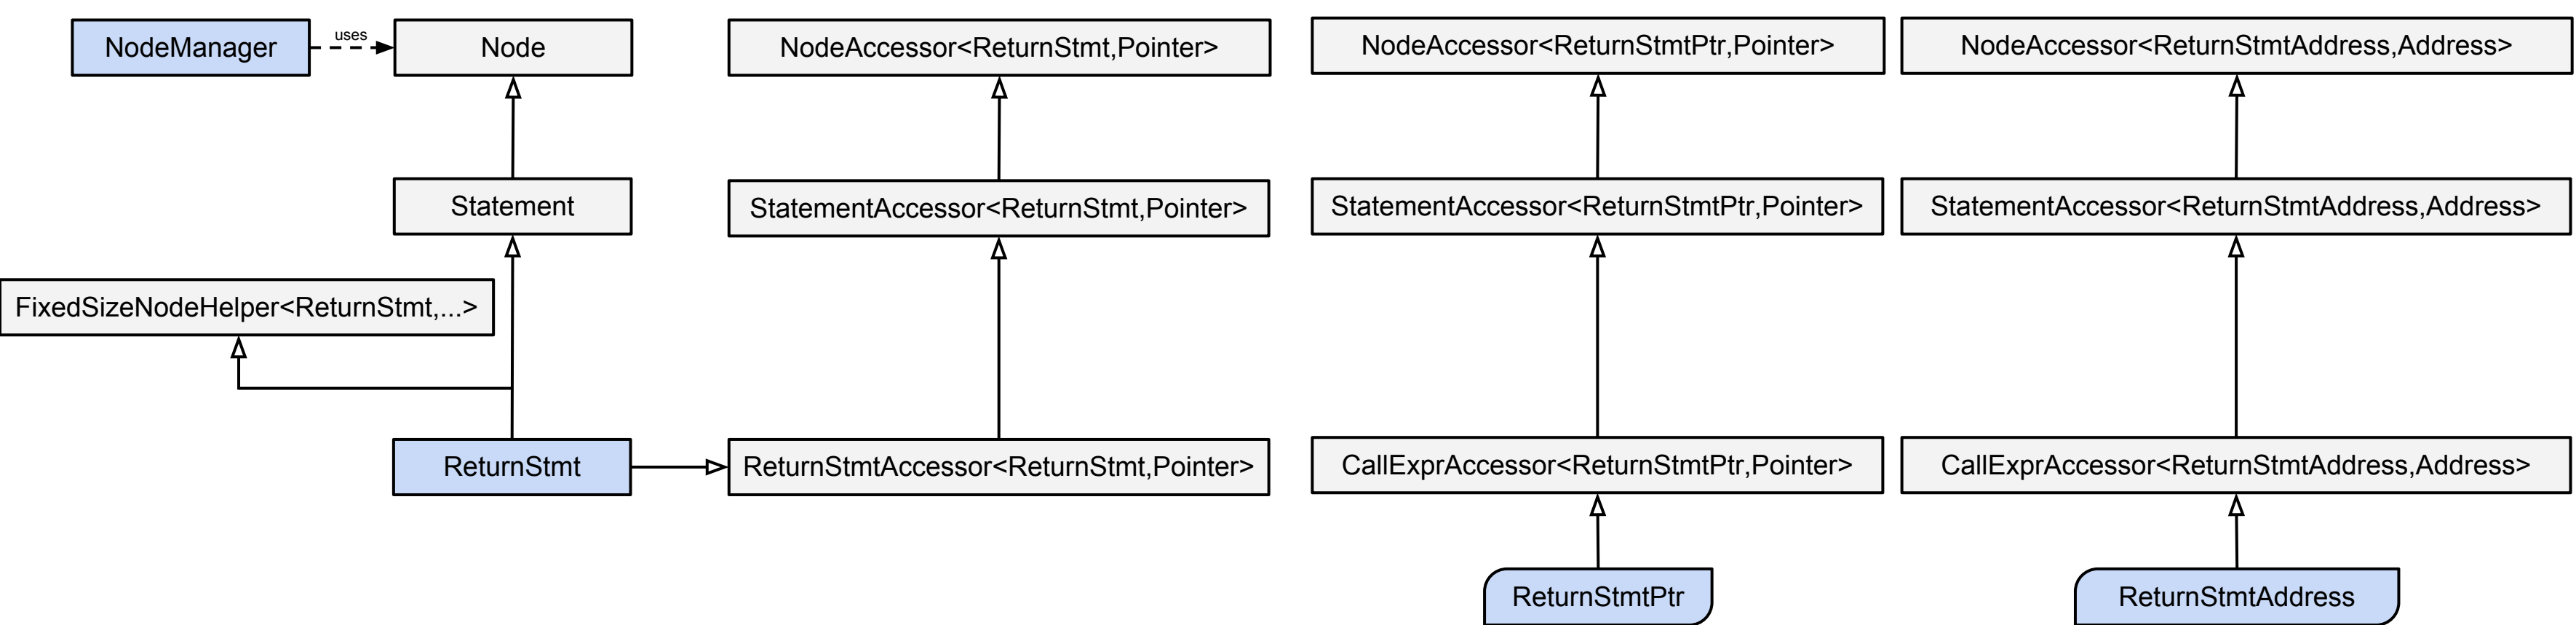 NodeManager
uses
Node
NodeAccessor<ReturnStmt,Pointer>
NodeAccessor<ReturnStmtPtr,Pointer>
NodeAccessor<ReturnStmtAddress,Address>
Statement
StatementAccessor<ReturnStmt,Pointer>
StatementAccessor<ReturnStmtPtr,Pointer>
StatementAccessor<ReturnStmtAddress,Address>
FixedSizeNodeHelper<ReturnStmt,...>
ReturnStmt
ReturnStmtAccessor<ReturnStmt,Pointer>
CallExprAccessor<ReturnStmtPtr,Pointer>
CallExprAccessor<ReturnStmtAddress,Address>
ReturnStmtPtr
ReturnStmtAddress